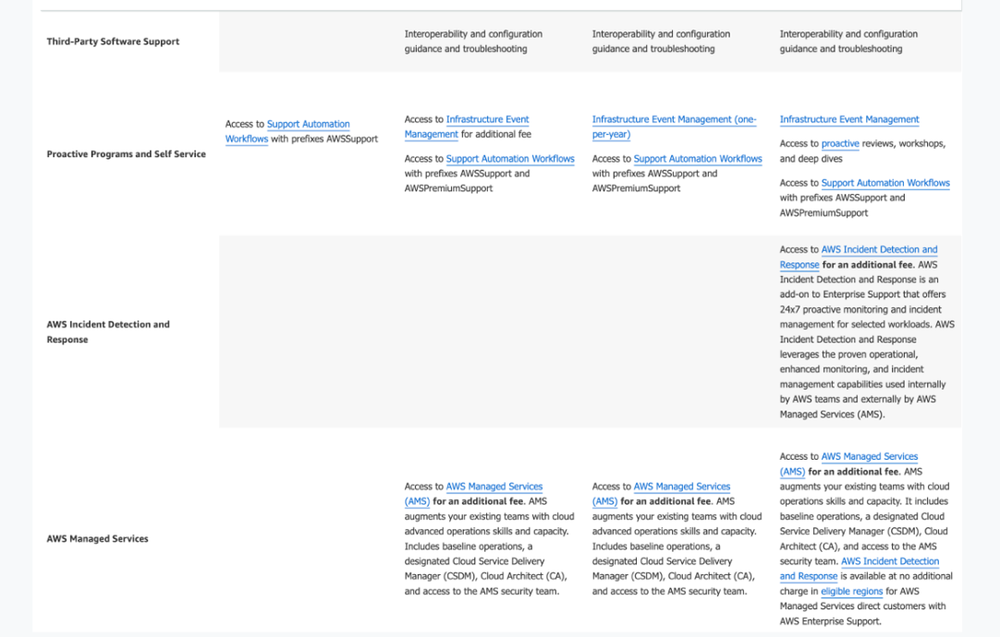 Third-Party Software Support
Interoperability and configuration
guidance and troubleshooting
Interoperability and configuration
guidance and troubleshooting
Interoperability and configuration
guidance and troubleshooting
Proactive Programs and Self Service
Access to Support Automation
Workflows with prefixes AWSSupport
Access to Infrastructure Event
Management for additional fee
Access to Support Automation Workflows
with prefixes AWSSupport and
AWSPremiumSupport
Infrastructure Event Management (one-
per-year)
Access to Support Automation Workflows
with prefixes AWSSupport and
AWSPremiumSupport
Infrastructure Event Management
Access to proactive reviews, workshops,
and deep dives
Access to Support Automation Workflows
with prefixes AWSSupport and
AWSPremiumSupport
AWS Incident Detection and
Response
Access to AWS Incident Detection and
Response for an additional fee. AWS
Incident Detection and Response is an
add-on to Enterprise Support that offers
24x7 proactive monitoring and incident
management for selected workloads. AWS
Incident Detection and Response
leverages the proven operational,
enhanced monitoring, and incident
management capabilities used internally
by AWS teams and externally by AWS
Managed Services (AMS).
AWS Managed Services
Access to AWS Managed Services
(AMS) for an additional fee. AMS
augments your existing teams with cloud
advanced operations skills and capacity.
Includes baseline operations, a
designated Cloud Service Delivery
Manager (CSDM), Cloud Architect (CA),
and access to the AMS security team.
Access to AWS Managed Services
(AMS) for an additional fee. AMS
augments your existing teams with cloud
advanced operations skills and capacity.
Includes baseline operations, a
designated Cloud Service Delivery
Manager (CSDM), Cloud Architect (CA),
and access to the AMS security team.
Access to AWS Managed Services
(AMS) for an additional fee. AMS
augments your existing teams with cloud
operations skills and capacity. It includes
baseline operations, a designated Cloud
Service Delivery Manager (CSDM), Cloud
Architect (CA), and access to the AMS
security team. AWS Incident Detection
and Response is available at no additional
charge in eligible regions for AWS
Managed Services direct customers with
AWS Enterprise Support.